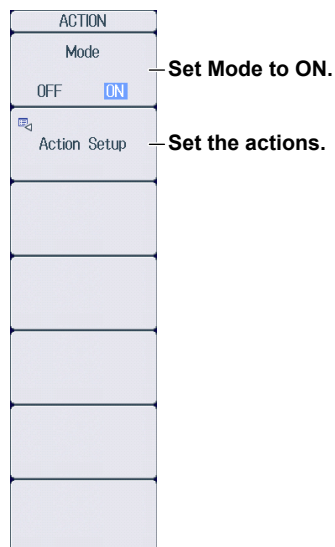 ACTION
Mode
OFF ON
Set Mode to ON.
Action Setup
Set the actions.